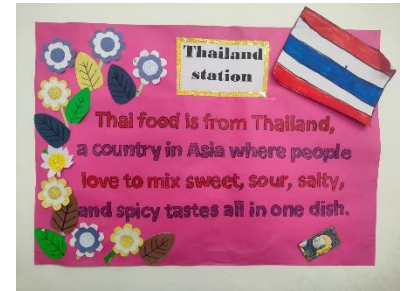 Thailand
station
Thai food is from Thailand,
a country in Asia where people
love to mix sweet, sour, salty,
and spicy tastes all in one dish.